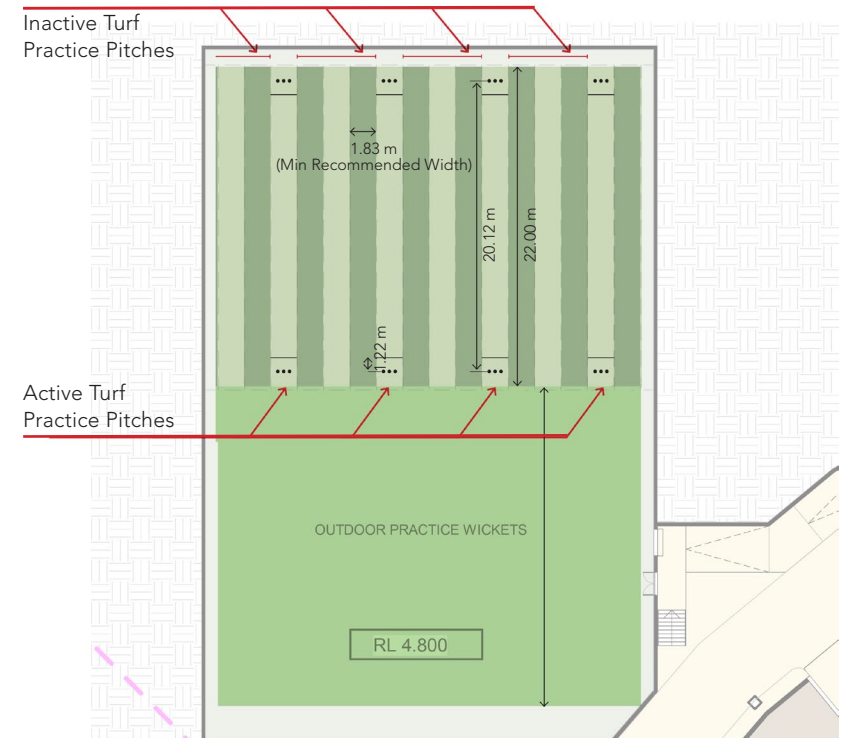 Inactive Turf
Practice Pitches
1.83 m
(Min Recommended Width)
20.12 m
22.00 m
1.22 m
Active Turf
Practice Pitches
OUTDOOR PRACTICE WICKETS
RL 4.800